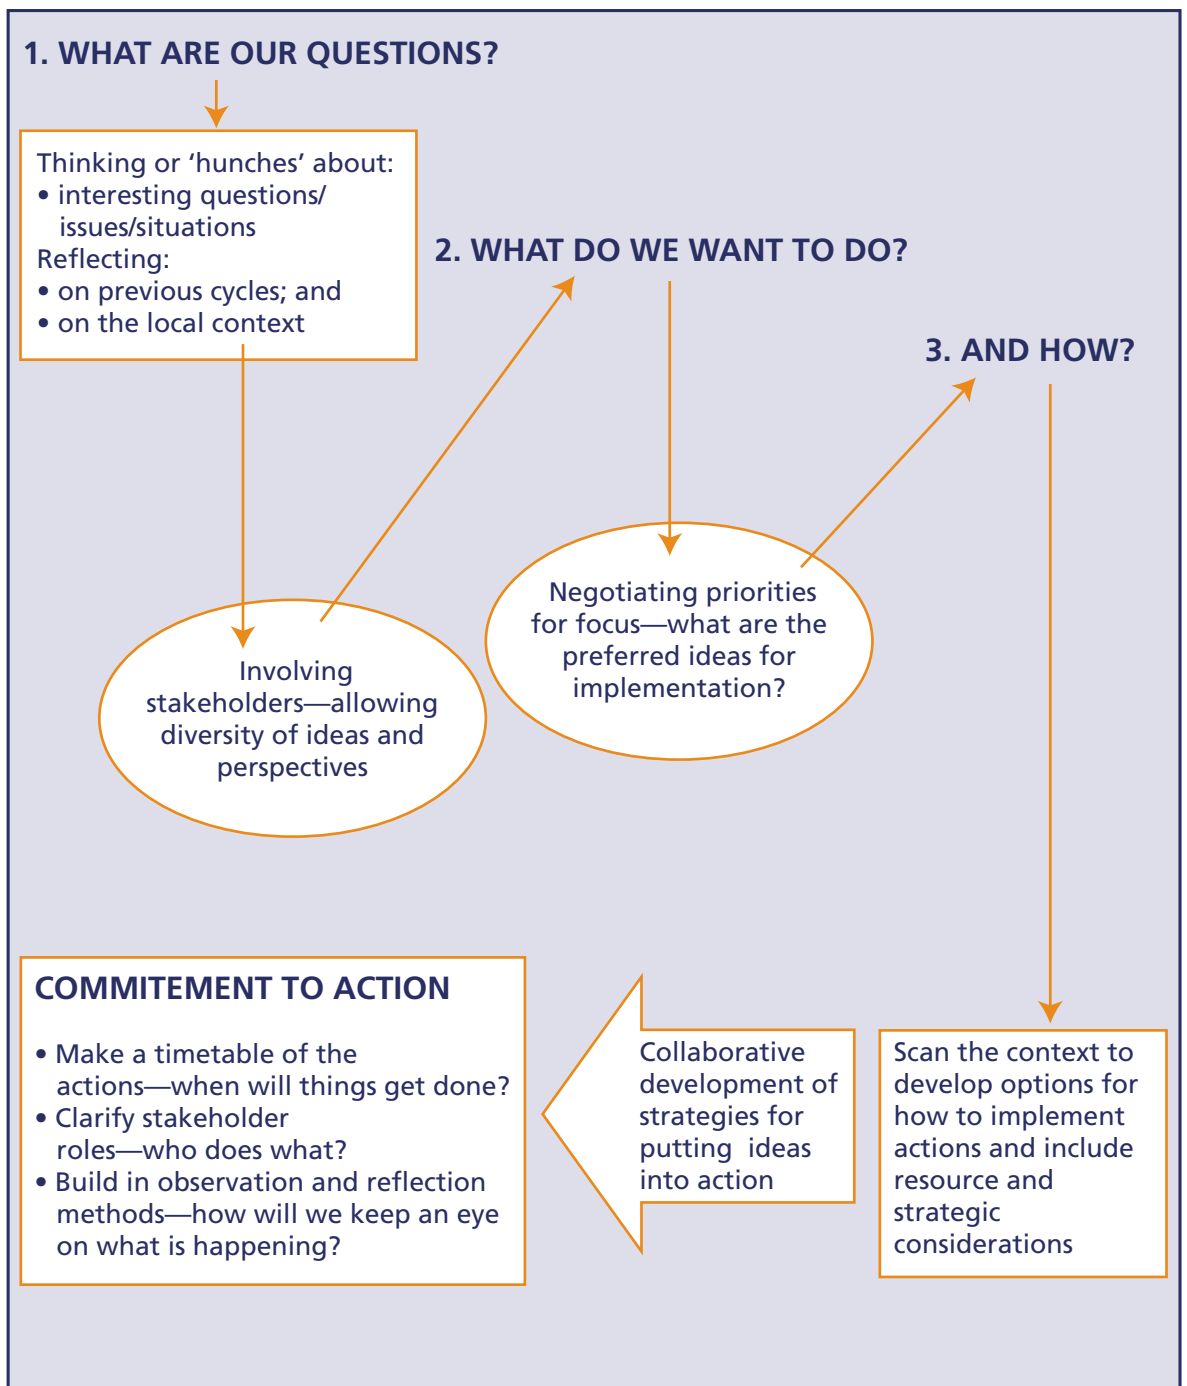 1. WHAT ARE OUR QUESTIONS?
Thinking or ‘hunches’ about:
• interesting questions/
issues/situations
Reflecting:
• on previous cycles; and
• on the local context
2. WHAT DO WE WANT TO DO?
3. AND HOW?
Involving
stakeholders—allowing
diversity of ideas and
perspectives
Negotiating priorities
for focus—what are the
preferred ideas for
implementation?
Scan the context to
develop options for
how to implement
actions and include
resource and
strategic
considerations
Collaborative
development of
strategies for
putting ideas
into action
COMMITEMENT TO ACTION
• Make a timetable of the
actions—when will things get done?
• Clarify stakeholder
roles—who does what?
• Build in observation and reflection
methods—how will we keep an eye
on what is happening?